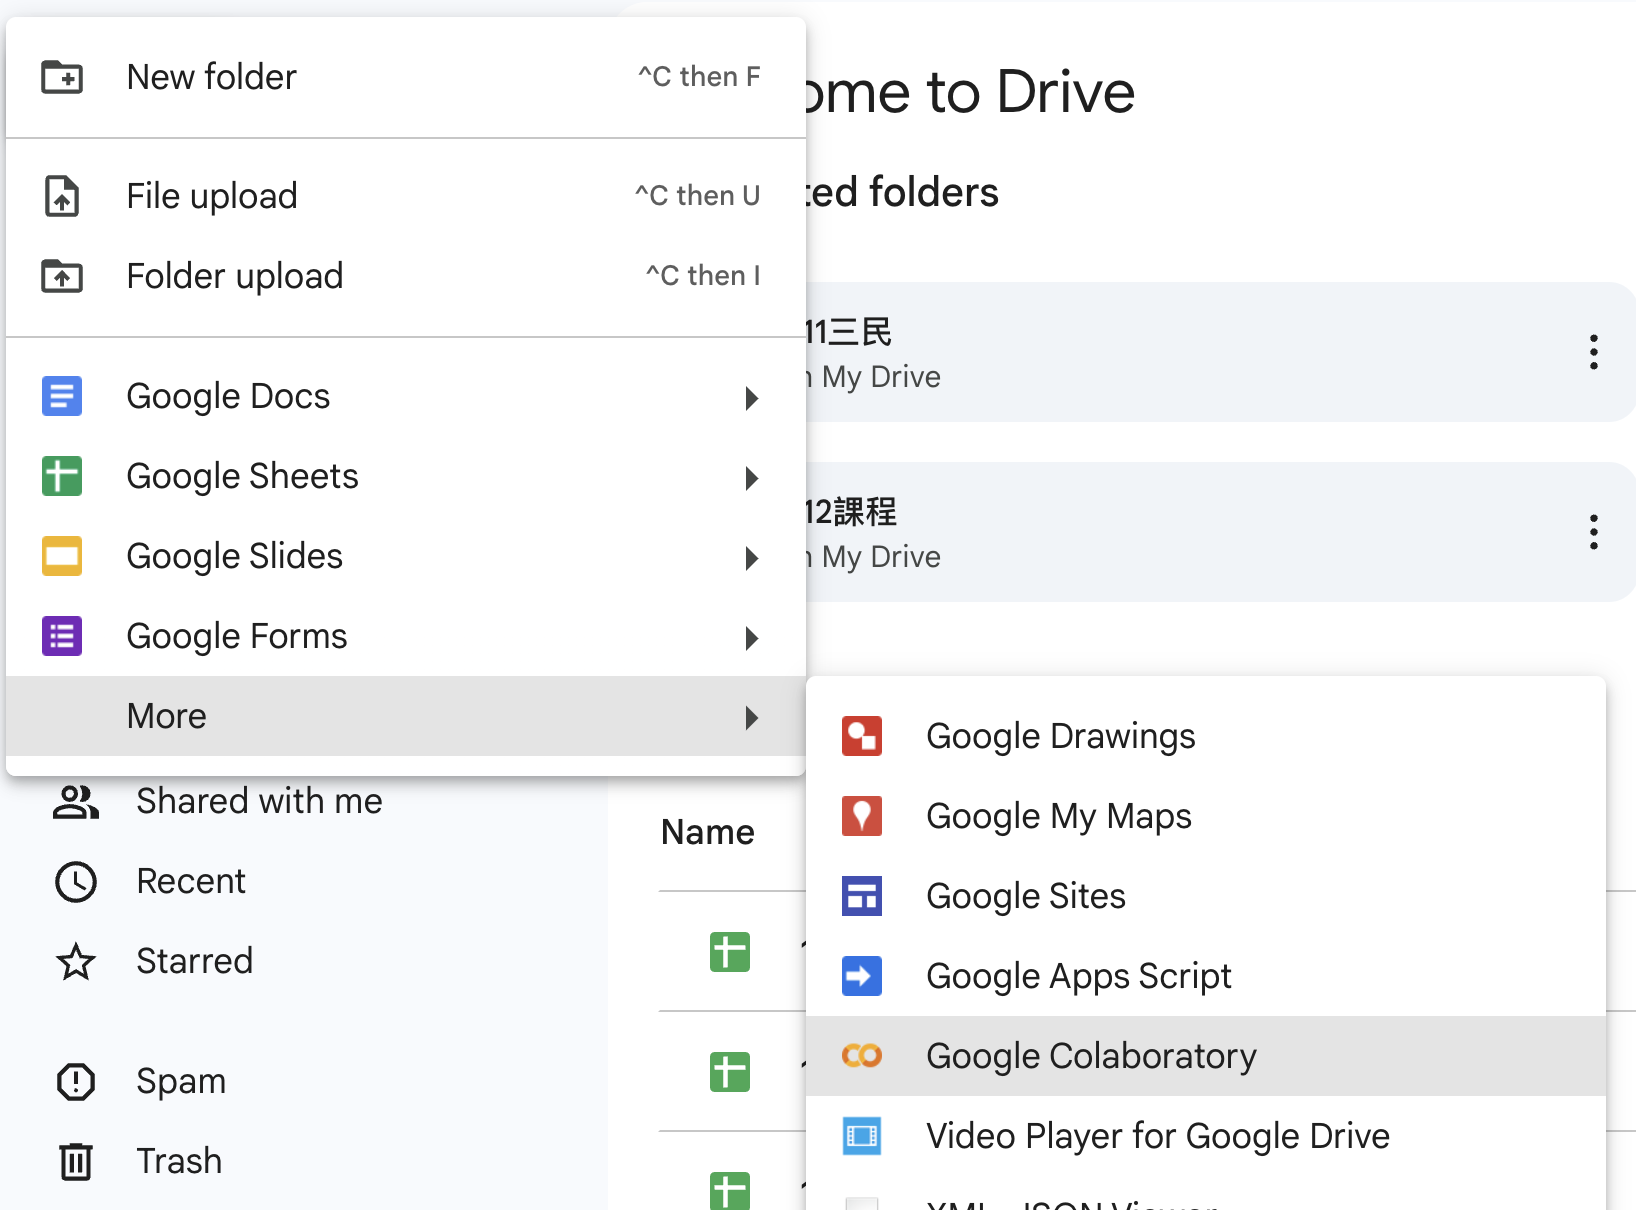 New folder ^C then F
File upload ^C then U
Folder upload ^C then I
Google Docs
Google Sheets
Google Slides
Google Forms
More
Shared with me
Recent
Starred
Spam
Trash
to Drive
folders
11三民
My Drive
12課程
My Drive
Name
Google Drawings
Google My Maps
Google Sites
Google Apps Script
Google Colaboratory
Video Player for Google Drive